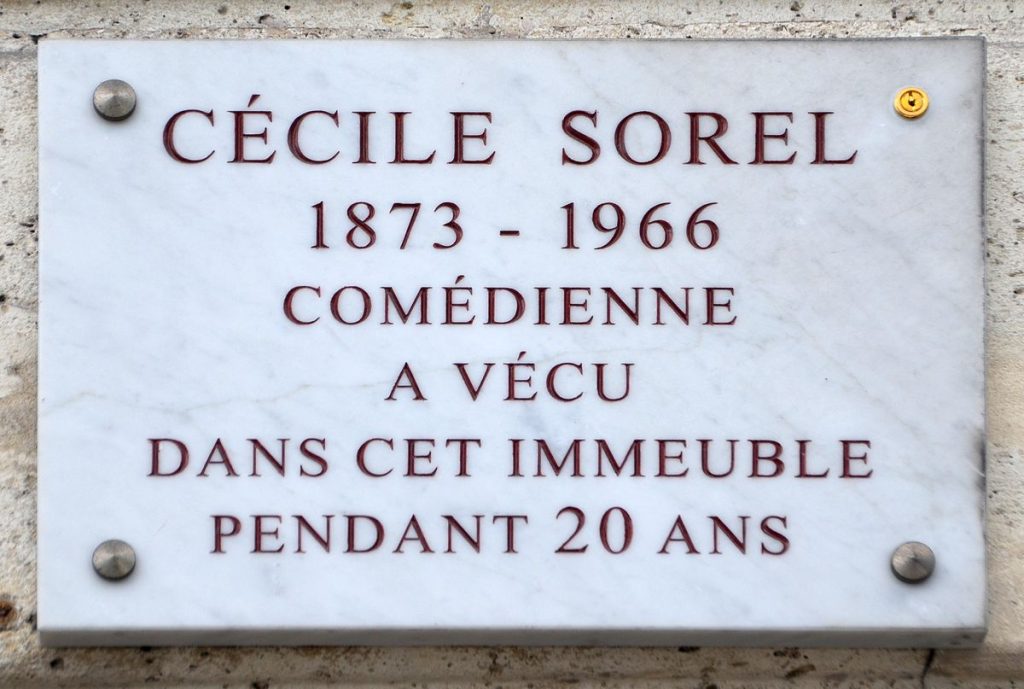 CÉCILE SOREL
1873 - 1966
COMÉDIENNE
A VÉCU
DANS CET IMMEUBLE
PENDANT 20 ANS